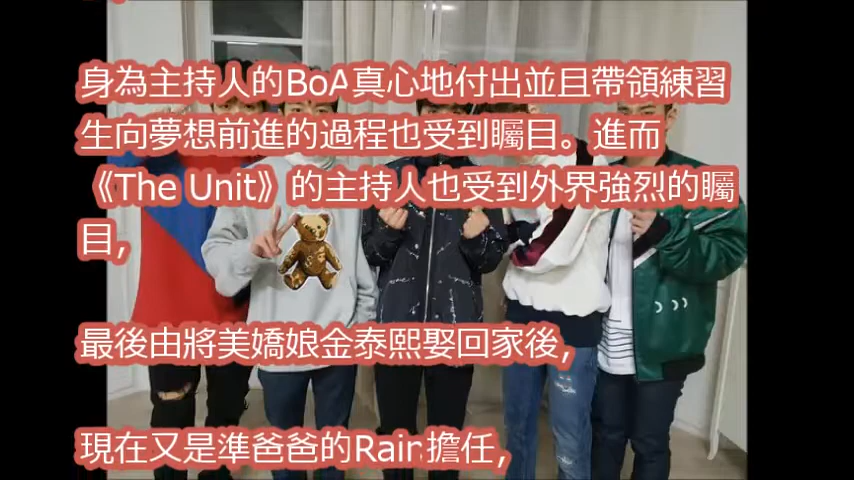 身為主持人的BoA真心地付出並且帶領練習
生向夢想前進的過程也受到矚目。進而
《The Unit》的主持人也受到外界強烈的矚
目，
最後由將美嬌娘金泰熙娶回家後，
現在又是準爸爸的Rain擔任，